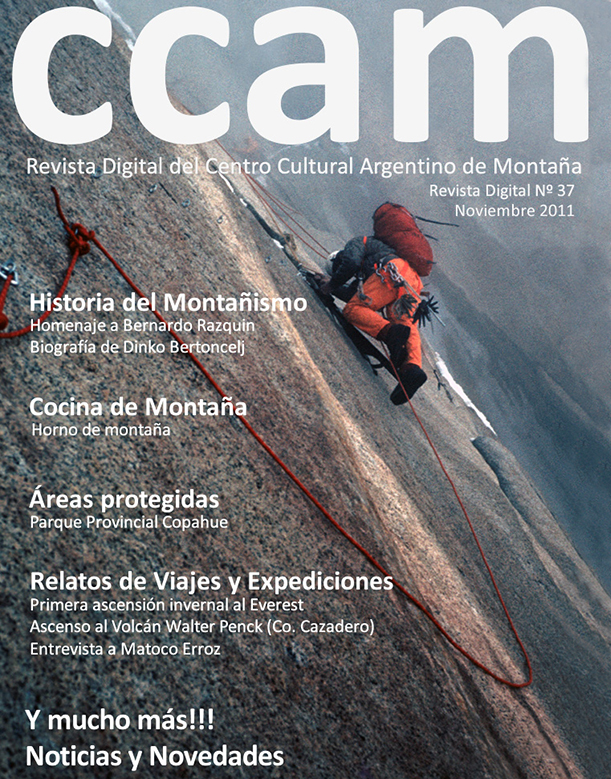 ccam
Revista Digital del Centro Cultural Argentino de Montaña
Revista Digital Nº 37
Noviembre 2011
Historia del Montañismo
Homenaje a Bernardo Razquin
Biografía de Dinko Bertoncelj
Cocina de Montaña
Horno de montaña
Áreas protegidas
Parque Provincial Copahue
Relatos de Viajes y Expediciones
Primera ascensión invernal al Everest
Ascenso al Volcán Walter Penck (Co. Cazadero)
Entrevista a Matoco Erroz
Y mucho más!!!
Noticias y Novedades